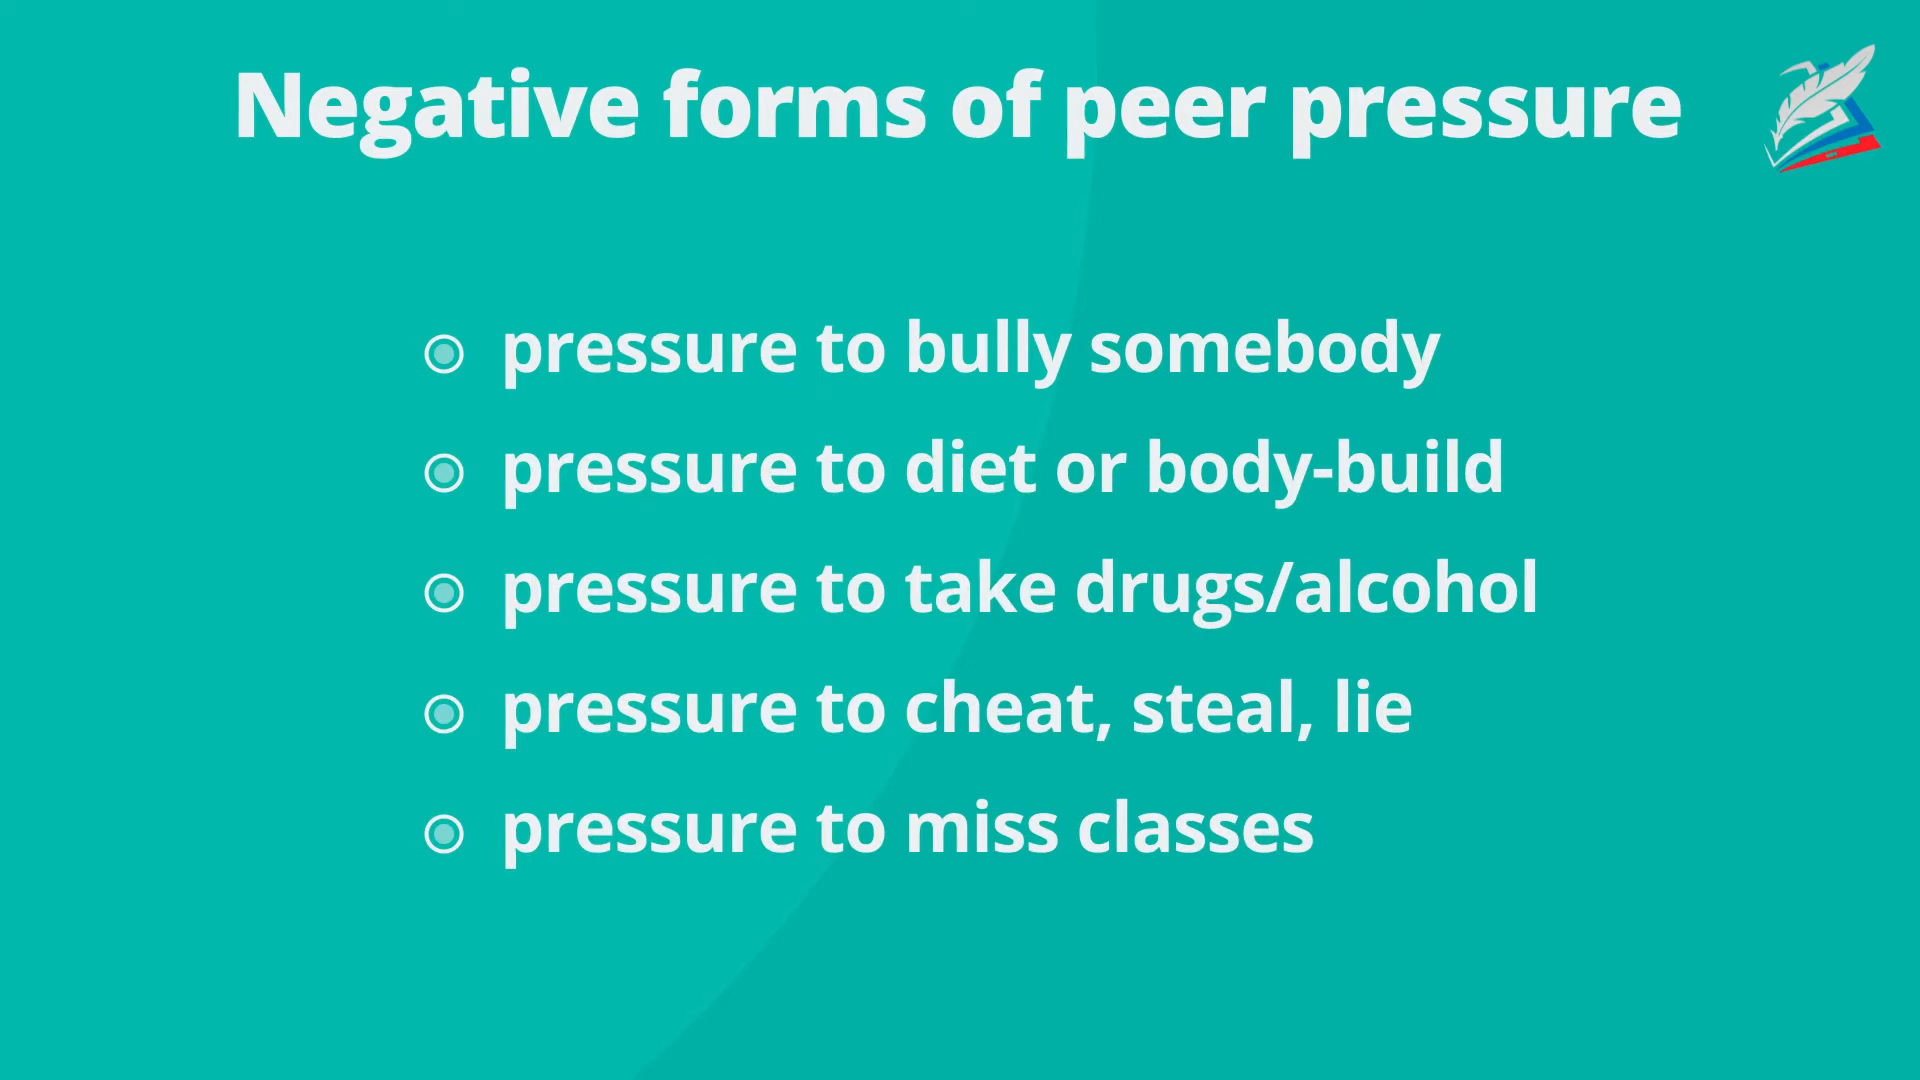 Negative forms of peer pressure
pressure to bully somebody
pressure to diet or body-build
pressure to take drugs/alcohol
pressure to cheat, steal, lie
pressure to miss classes